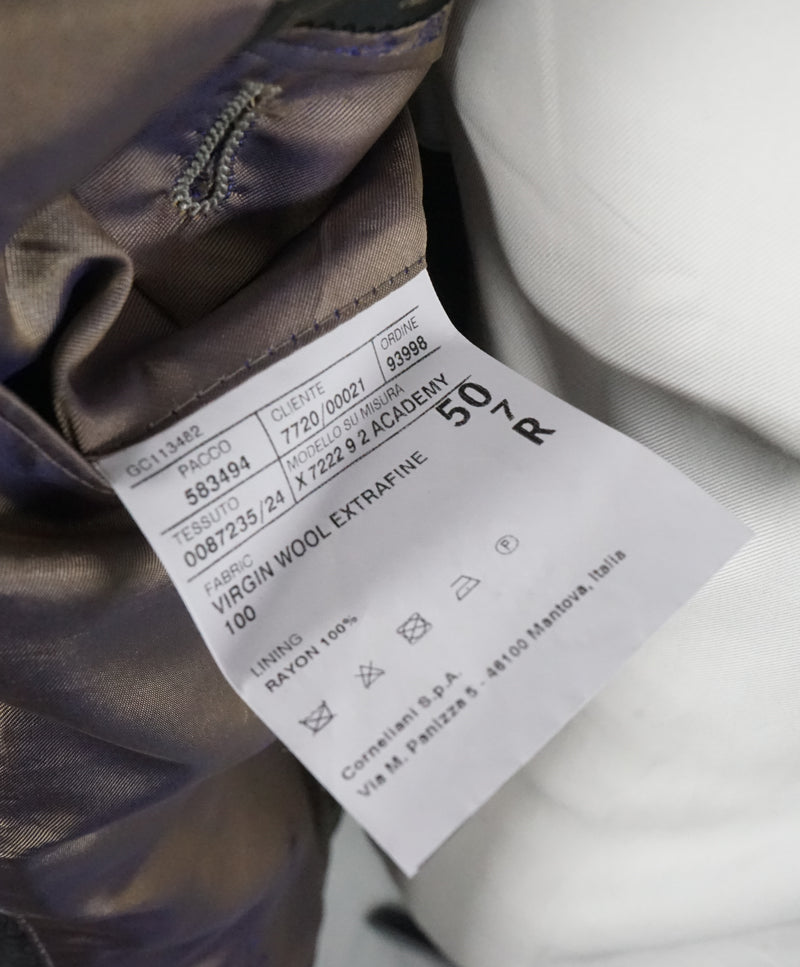 GC113482
PACCO
583494
TESSUTO
0087235/24
CLIENTE
7720/00021
ORDINE
93998
MODELLO SU MISURA
X 7222 9 2 ACADEMY
50
7
R
FABRIC
VIRGIN WOOL EXTRAFINE
100
LINING
RAYON 100%
P
Corneliani S.p.A.
Via M. Panizza 5 - 46100 Mantova, Italia